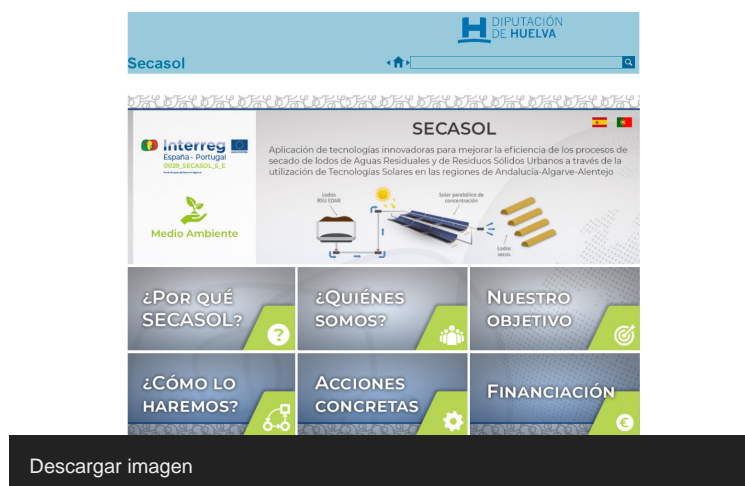 DIPUTACIÓN
DE HUELVA
Secasol
SECASOL
Interreg
España - Portugal
0029_SECASOL_5_E
Aplicación de tecnologías innovadoras para mejorar la eficiencia de los procesos de
secado de lodos de Aguas Residuales y de Residuos Sólidos Urbanos a través de la
utilización de Tecnologías Solares en las regiones de Andalucía-Algarve-Alentejo
Medio Ambiente
Lodos
RSU EDAR
Solar parabólico de
concentración
Lodos
secos
¿POR QUÉ
SECASOL?
¿QUIÉNES
SOMOS?
NUESTRO
OBJETIVO
¿CÓMO LO
HAREMOS?
ACCIONES
CONCRETAS
FINANCIACIÓN
Descargar imagen